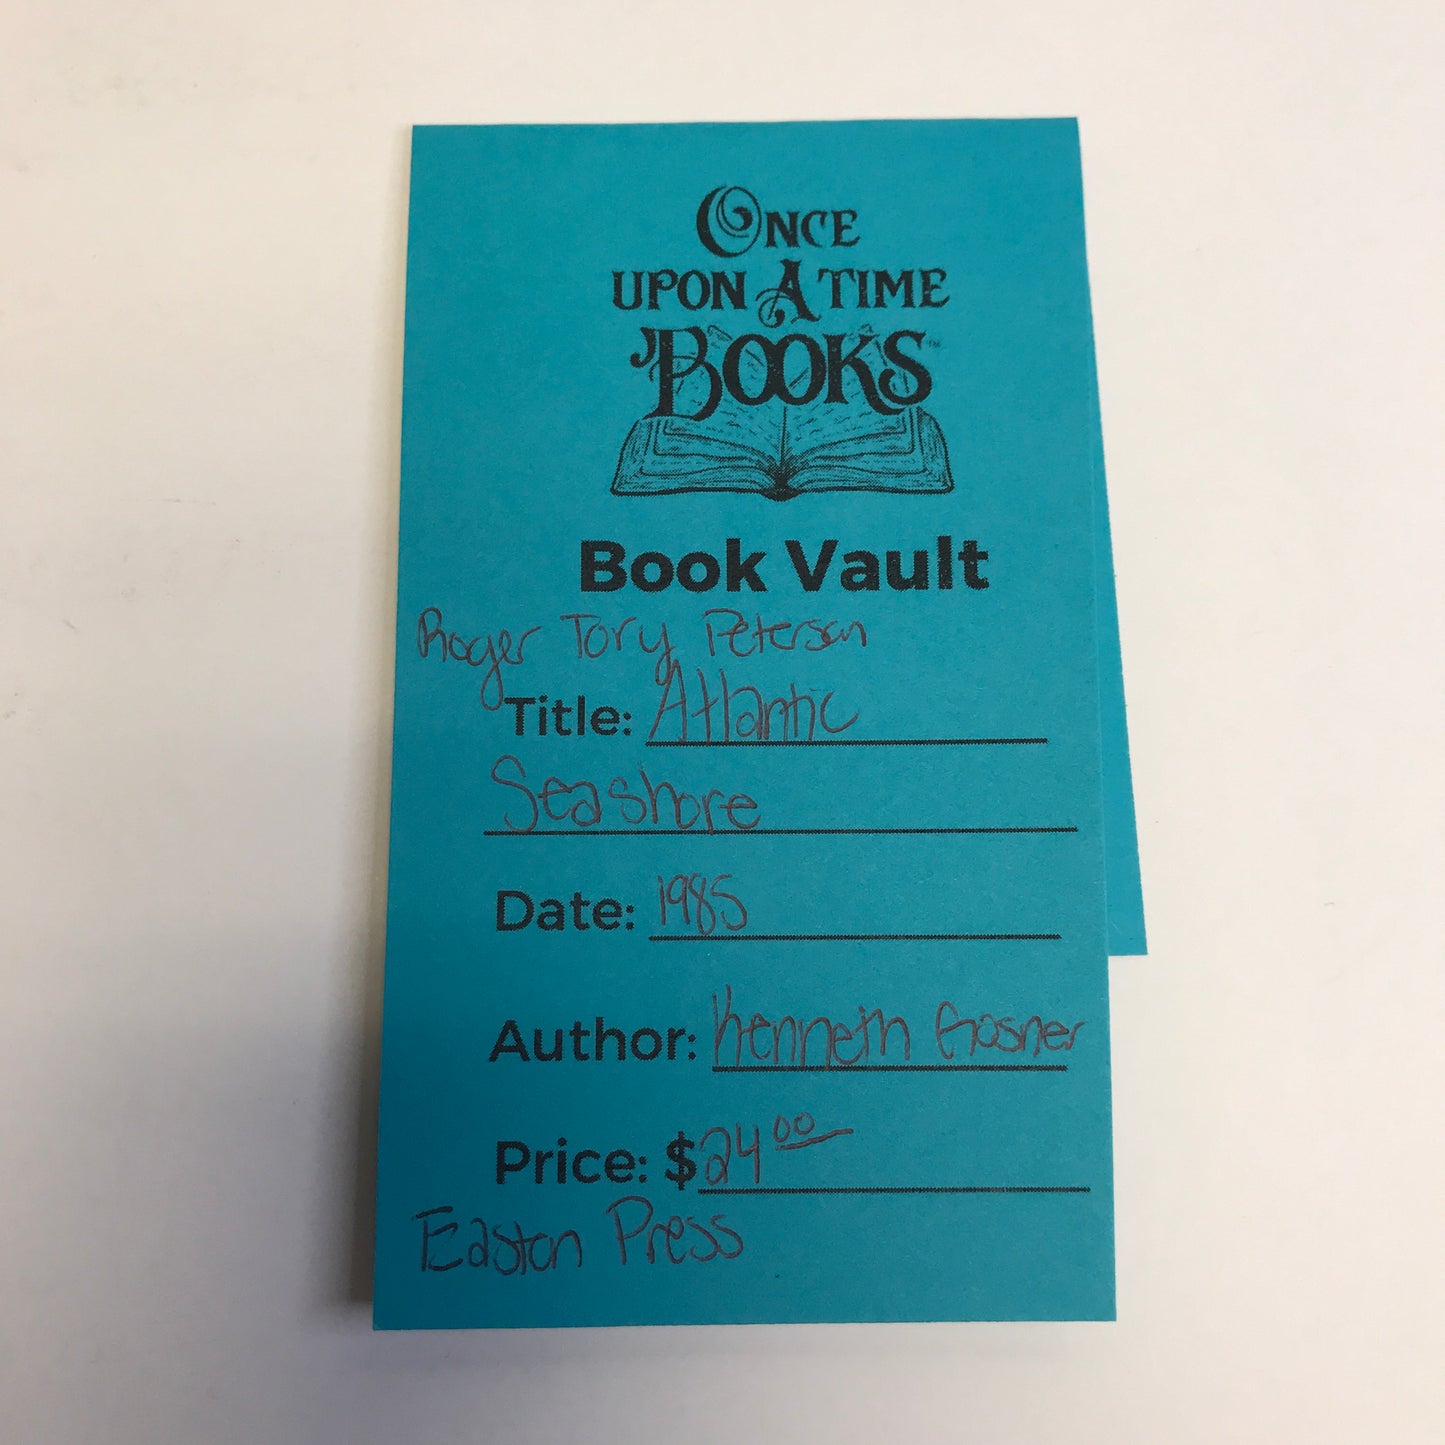 ONCE
UPON A TIME
BOOKS
Book Vault
Roger Tory Peterson
Title: Atlantic
Seashore
Date: 1985
Author: Kenneth Gosner
Price: $24.00
Easton Press